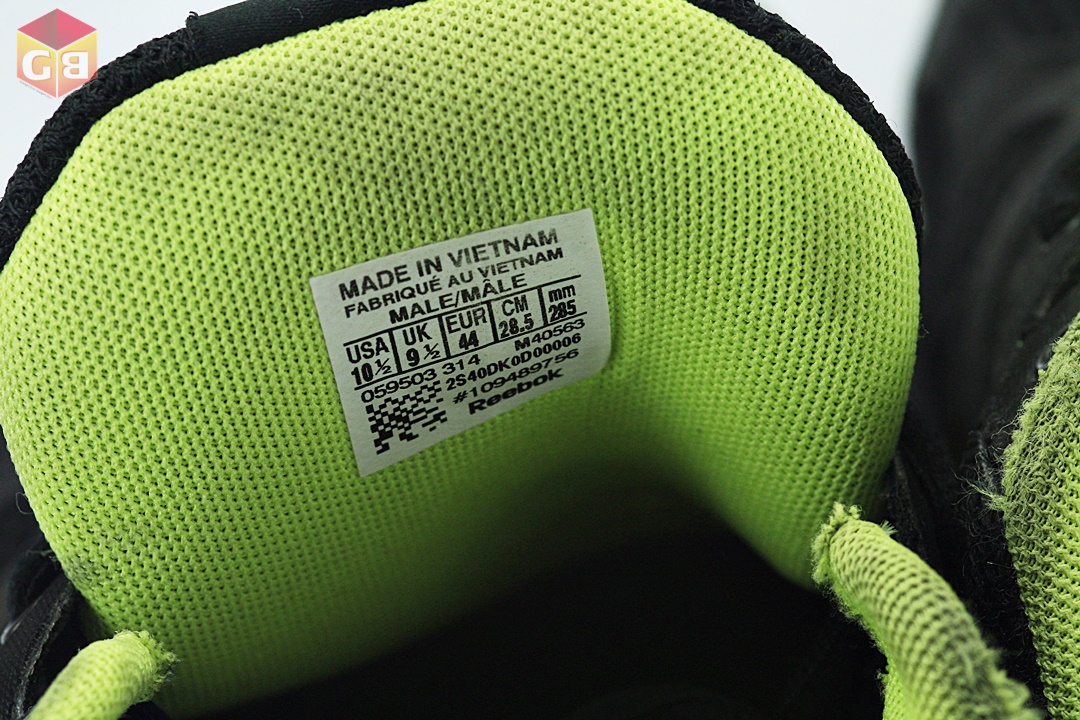 GB
MADE IN VIETNAM
FABRIQUÉ AU VIETNAM
MALE/MÂLE
USA UK EUR CM mm
10½ 9½ 44 28.5 285
059503 314 M40563
2S40DK0D00006
#109489756
Reebok